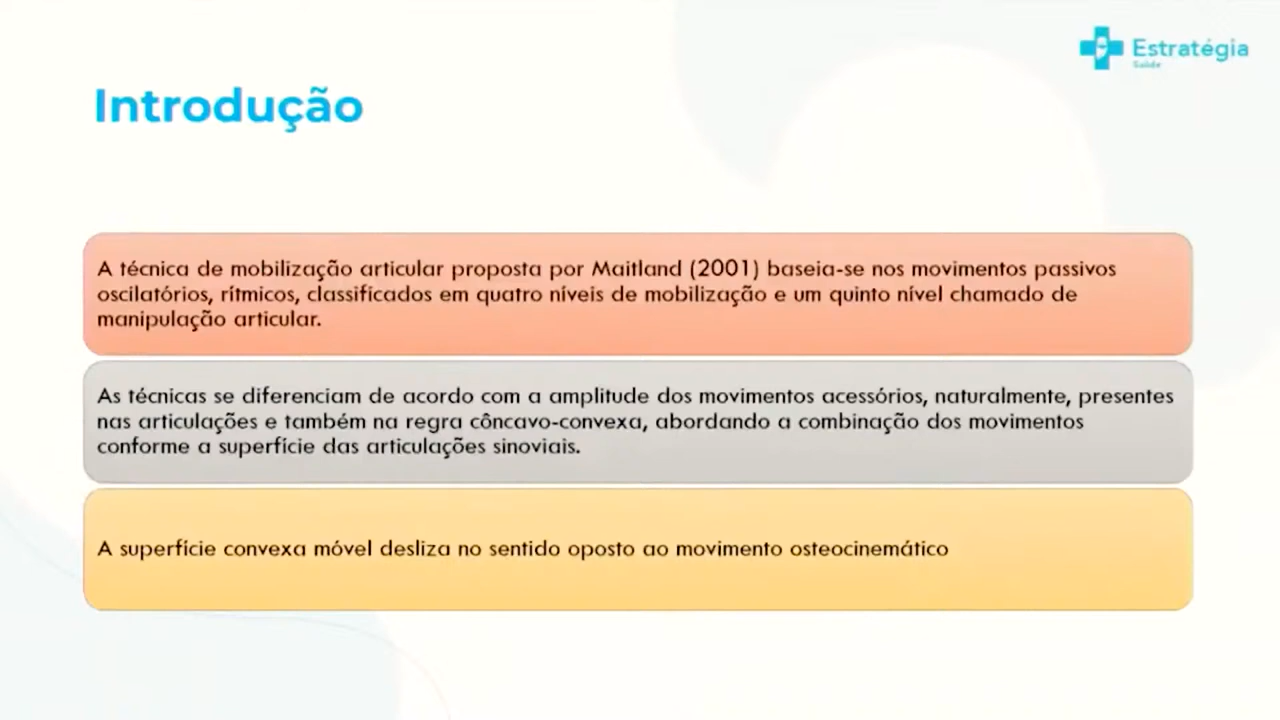 Estratégia
Saúde
Introdução
A técnica de mobilização articular proposta por Maitland (2001) baseia-se nos movimentos passivos
oscilatórios, rítmicos, classificados em quatro níveis de mobilização e um quinto nível chamado de
manipulação articular.
As técnicas se diferenciam de acordo com a amplitude dos movimentos acessórios, naturalmente, presentes
nas articulações e também na regra côncavo-convexa, abordando a combinação dos movimentos
conforme a superfície das articulações sinoviais.
A superfície convexa móvel desliza no sentido oposto ao movimento osteocinemático